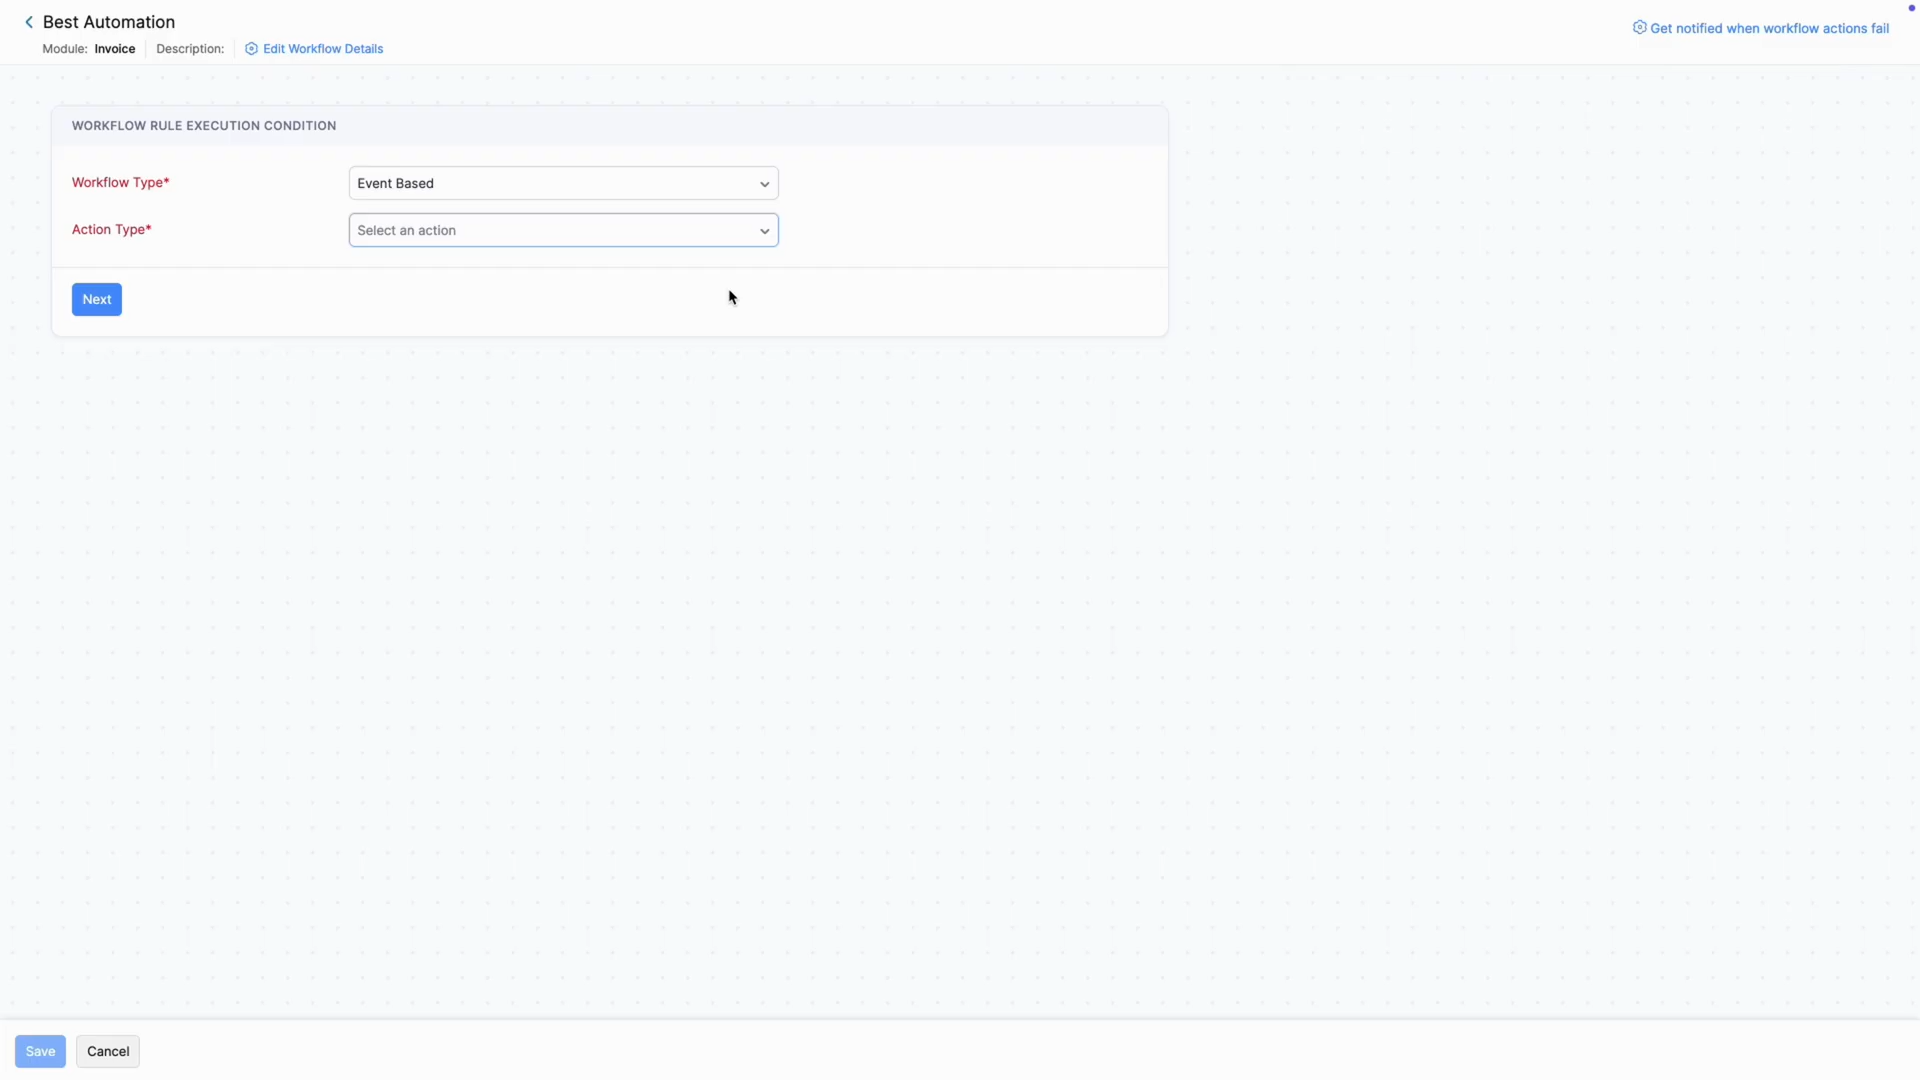 Best Automation
Get notified when workflow actions fail
Module: Invoice Description: Edit Workflow Details
WORKFLOW RULE EXECUTION CONDITION
Workflow Type* Event Based
Action Type* Select an action
Next
Save Cancel